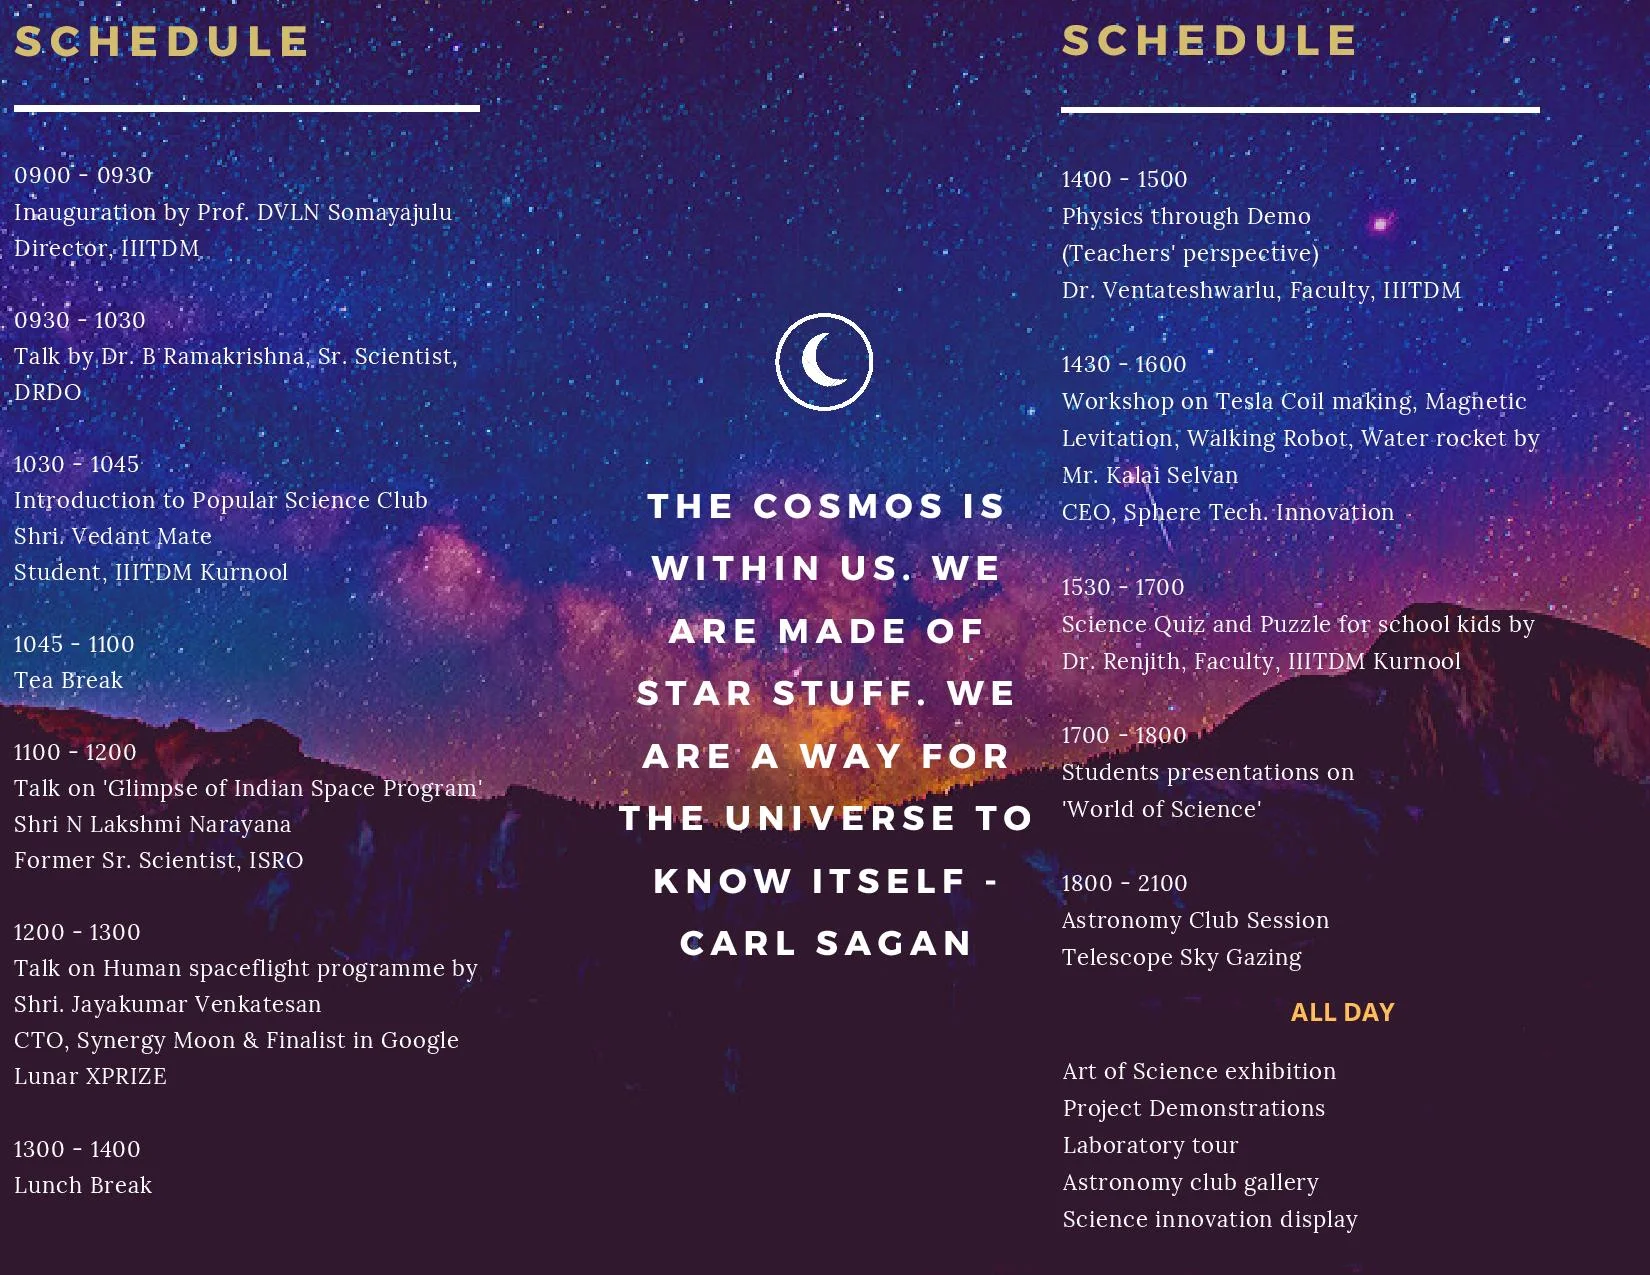 SCHEDULE
0900 - 0930
Inauguration by Prof. DVLN Somayajulu
Director, IIITDM
0930 - 1030
Talk by Dr. B Ramakrishna, Sr. Scientist,
DRDO
1030 - 1045
Introduction to Popular Science Club
Shri. Vedant Mate
Student, IIITDM Kurnool
1045 - 1100
Tea Break
1100 - 1200
Talk on 'Glimpse of Indian Space Program'
Shri N Lakshmi Narayana
Former Sr. Scientist, ISRO
1200 - 1300
Talk on Human spaceflight programme by
Shri. Jayakumar Venkatesan
CTO, Synergy Moon & Finalist in Google
Lunar XPRIZE
1300 - 1400
Lunch Break
THE COSMOS IS
WITHIN US. WE
ARE MADE OF
STAR STUFF. WE
ARE A WAY FOR
THE UNIVERSE TO
KNOW ITSELF -
CARL SAGAN
SCHEDULE
1400 - 1500
Physics through Demo
(Teachers' perspective)
Dr. Ventateshwarlu, Faculty, IIITDM
1430 - 1600
Workshop on Tesla Coil making, Magnetic
Levitation, Walking Robot, Water rocket by
Mr. Kalai Selvan
CEO, Sphere Tech. Innovation
1530 - 1700
Science Quiz and Puzzle for school kids by
Dr. Renjith, Faculty, IIITDM Kurnool
1700 - 1800
Students presentations on
'World of Science'
1800 - 2100
Astronomy Club Session
Telescope Sky Gazing
ALL DAY
Art of Science exhibition
Project Demonstrations
Laboratory tour
Astronomy club gallery
Science innovation display